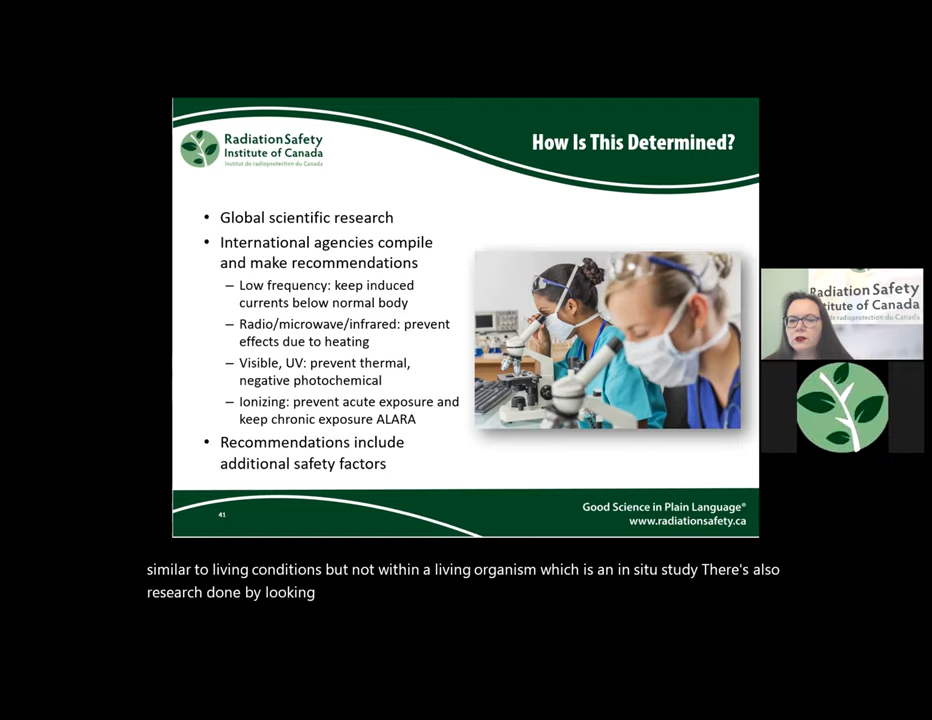 RadiationSafety
Institute of Canada
Institut de radioprotection du Canada
How Is This Determined?
• Global scientific research
• International agencies compile
and make recommendations
– Low frequency: keep induced
currents below normal body
– Radio/microwave/infrared: prevent
effects due to heating
– Visible, UV: prevent thermal,
negative photochemical
– Ionizing: prevent acute exposure and
keep chronic exposure ALARA
• Recommendations include
additional safety factors
41
Good Science in Plain Language®
www.radiationsafety.ca
Radiation Safety
titute of Canada
de radioprotection du Canada
similar to living conditions but not within a living organism which is an in situ study There's also
research done by looking